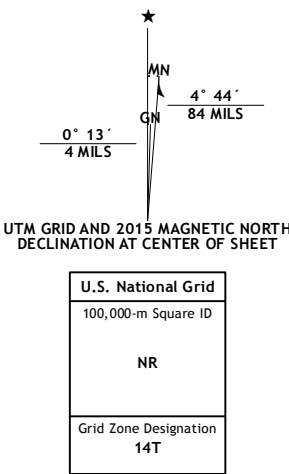 ★
MN
4° 44´
84 MILS
GN
0° 13´
4 MILS
UTM GRID AND 2015 MAGNETIC NORTH
DECLINATION AT CENTER OF SHEET
U.S. National Grid
100,000-m Square ID
NR
Grid Zone Designation
14T